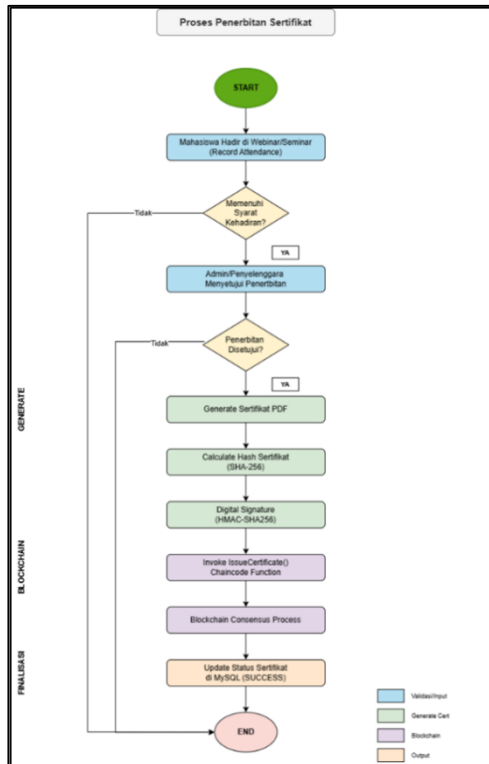 Proses Penerbitan Sertifikat
START
Mahasiswa Hadir di Webinar/Seminar
(Record Attendance)
Memenuhi
Syarat
Kehadiran?
Tidak
YA
Admin/Penyelenggara
Menyetujui Penertbitan
Penerbitan
Disetujui?
Tidak
YA
GENERATE
Generate Sertifikat PDF
Calculate Hash Sertifikat
(SHA-256)
Digital Signature
(HMAC-SHA256)
BLOCKCHAIN
Invoke IssueCertificate()
Chaincode Function
Blockchain Consensus Process
FINALISASI
Update Status Sertifikat
di MySQL (SUCCESS)
END
Validasi/Input
Generate Cert
Blockchain
Output